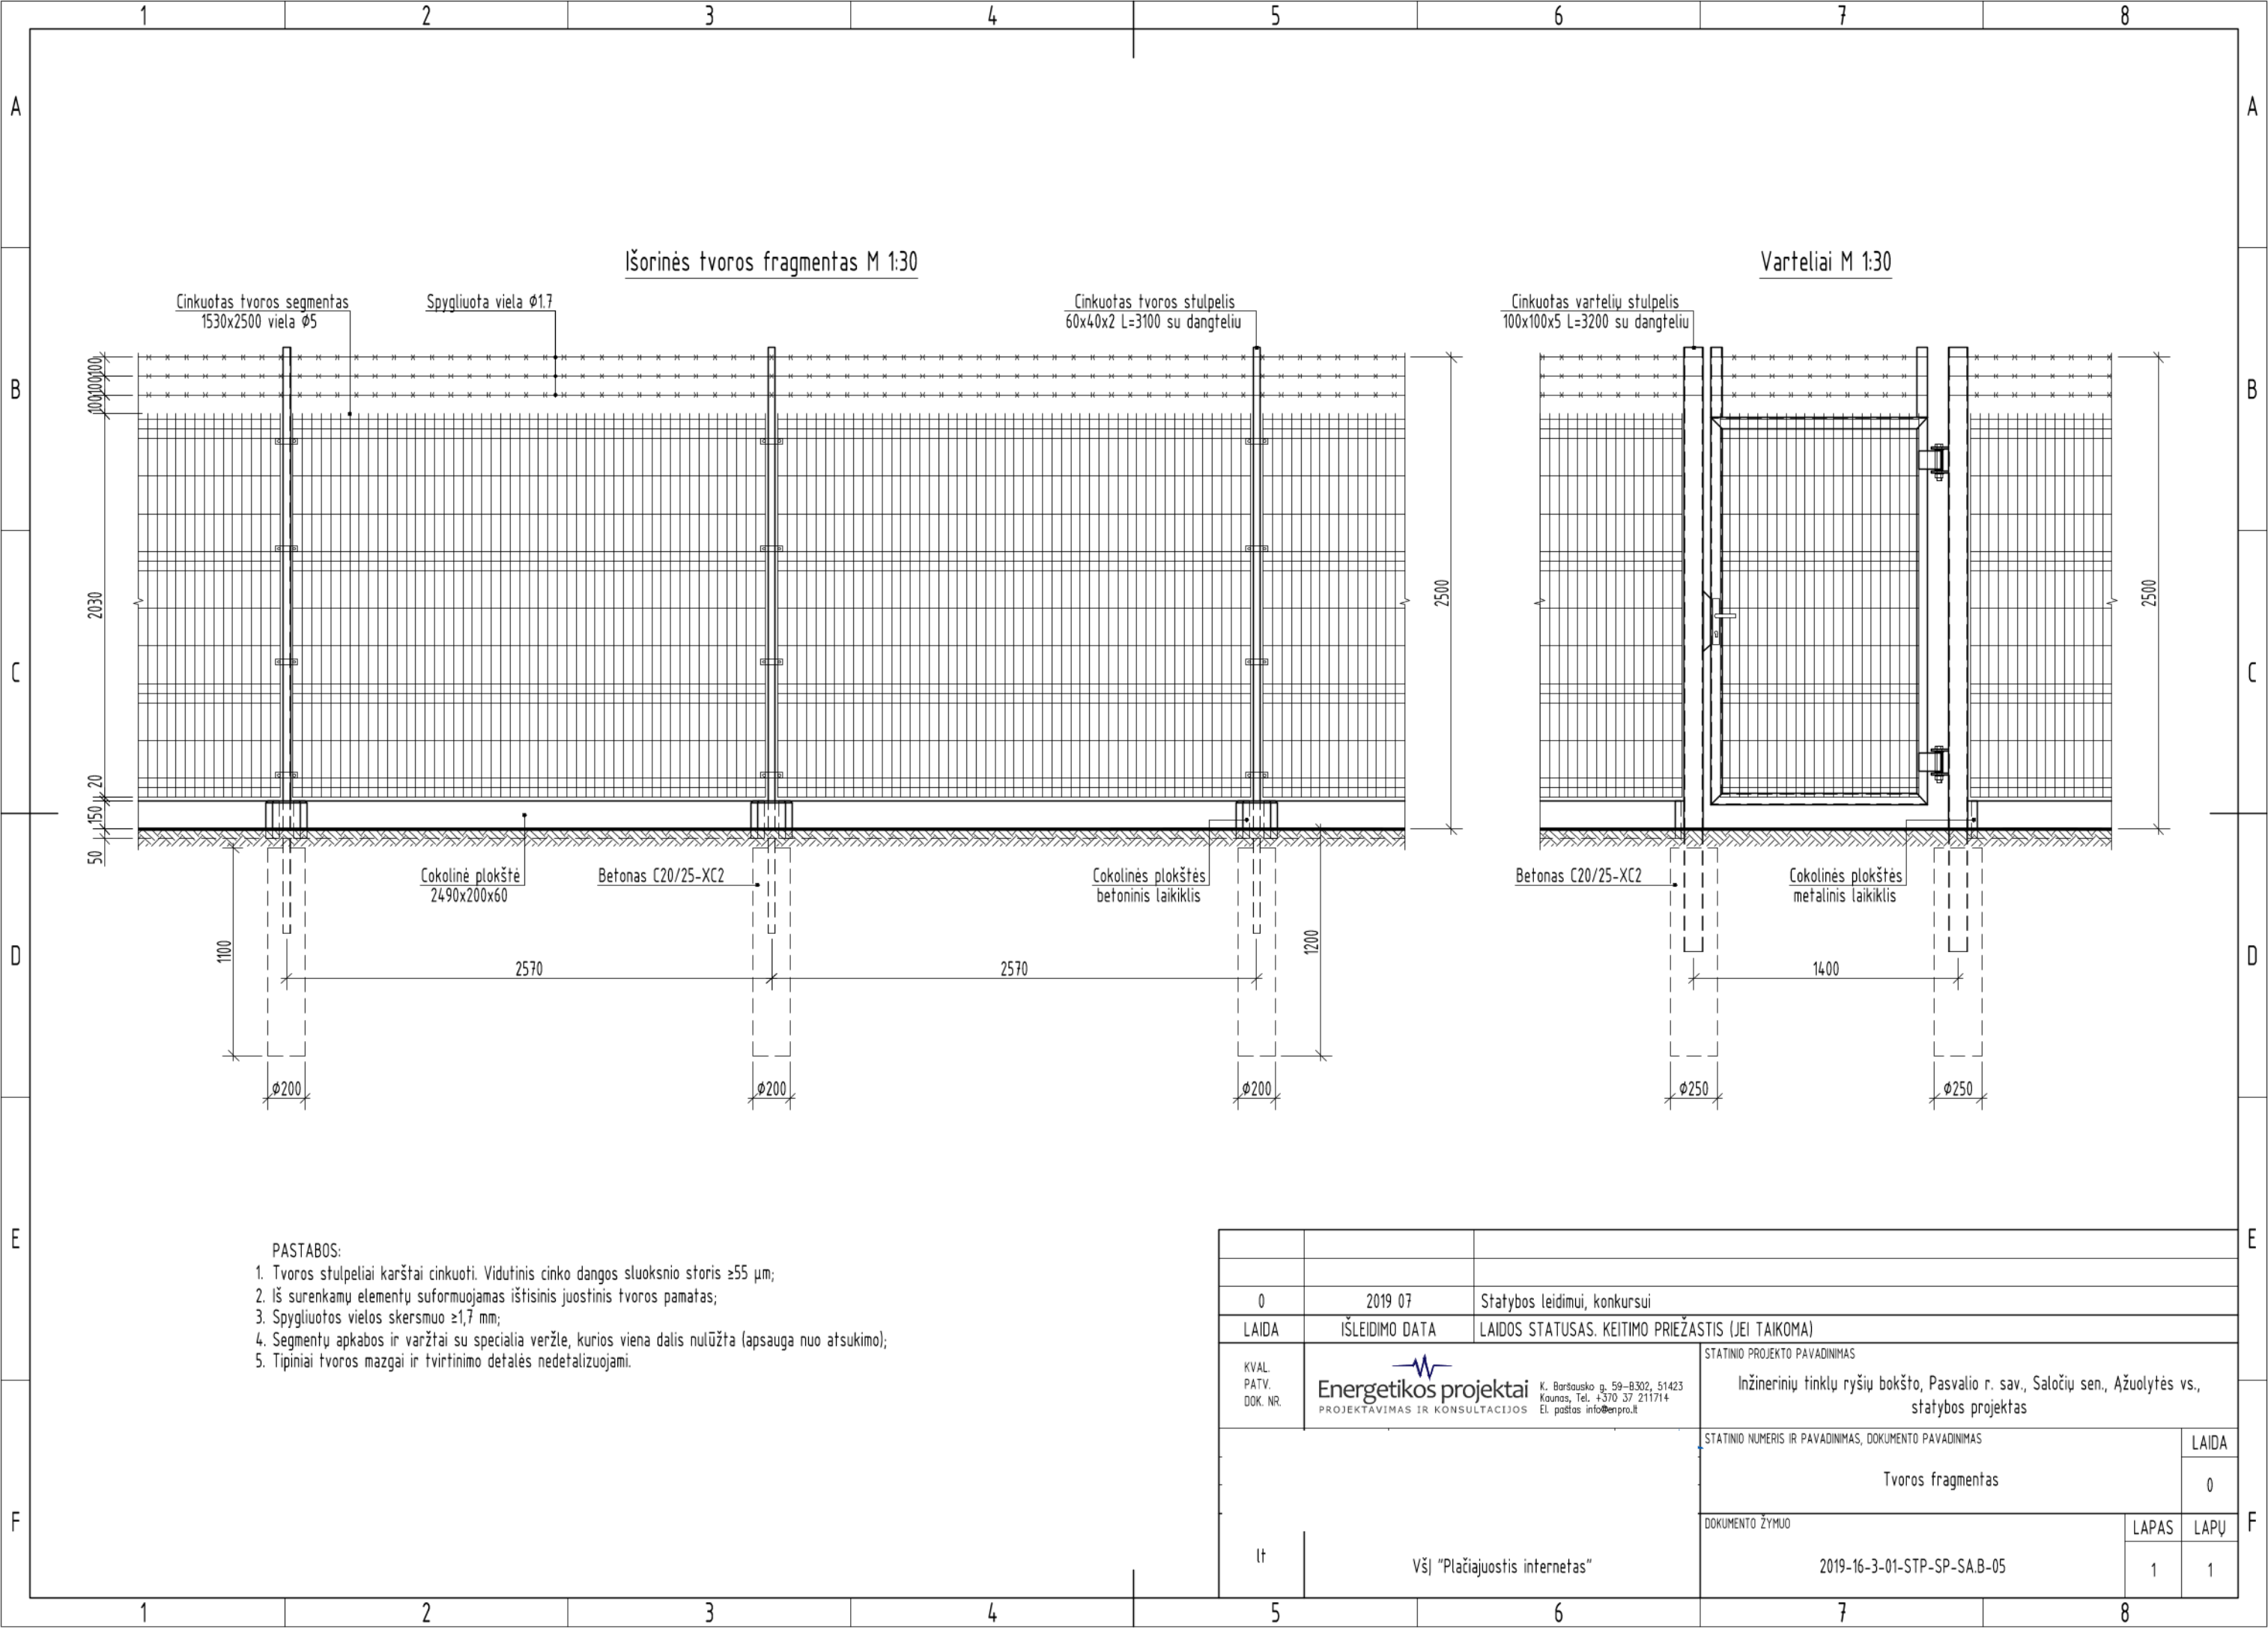 1 2 3 4 5 6 7 8
A A
B B
C C
D D
E E
F F
Išorinės tvoros fragmentas M 1:30
Cinkuotas tvoros segmentas
1530x2500 viela Ø5
Spygliuota viela Ø1.7
Cinkuotas tvoros stulpelis
60x40x2 L=3100 su dangteliu
100
100
100
2030
20
150
50
2500
Cokolinė plokštė
2490x200x60
Betonas C20/25-XC2
Cokolinės plokštės
betoninis laikiklis
1100
2570
2570
1200
Ø200
Ø200
Ø200
Varteliai M 1:30
Cinkuotas vartelių stulpelis
100x100x5 L=3200 su dangteliu
2500
Betonas C20/25-XC2
Cokolinės plokštės
metalinis laikiklis
1400
Ø250
Ø250
PASTABOS:
1. Tvoros stulpeliai karštai cinkuoti. Vidutinis cinko dangos sluoksnio storis ≥55 µm;
2. Iš surenkamų elementų suformuojamas ištisinis juostinis tvoros pamatas;
3. Spygliuotos vielos skersmuo ≥1,7 mm;
4. Segmentų apkabos ir varžtai su specialia veržle, kurios viena dalis nulūžta (apsauga nuo atsukimo);
5. Tipiniai tvoros mazgai ir tvirtinimo detalės nedetalizuojami.
0 2019 07 Statybos leidimui, konkursui
LAIDA IŠLEIDIMO DATA LAIDOS STATUSAS. KEITIMO PRIEŽASTIS (JEI TAIKOMA)
KVAL.
PATV.
DOK. NR.
Energetikos projektai
PROJEKTAVIMAS IR KONSULTACIJOS
K. Baršausko g. 59-B302, 51423
Kaunas, Tel. +370 37 211714
El. paštas info@enpro.lt
STATINIO PROJEKTO PAVADINIMAS
Inžinerinių tinklų ryšių bokšto, Pasvalio r. sav., Saločių sen., Ąžuolytės vs.,
statybos projektas
STATINIO NUMERIS IR PAVADINIMAS, DOKUMENTO PAVADINIMAS
Tvoros fragmentas
LAIDA
0
lt
VšĮ "Plačiajuostis internetas"
DOKUMENTO ŽYMUO
2019-16-3-01-STP-SP-SA.B-05
LAPAS LAPŲ
1 1
1 2 3 4 5 6 7 8